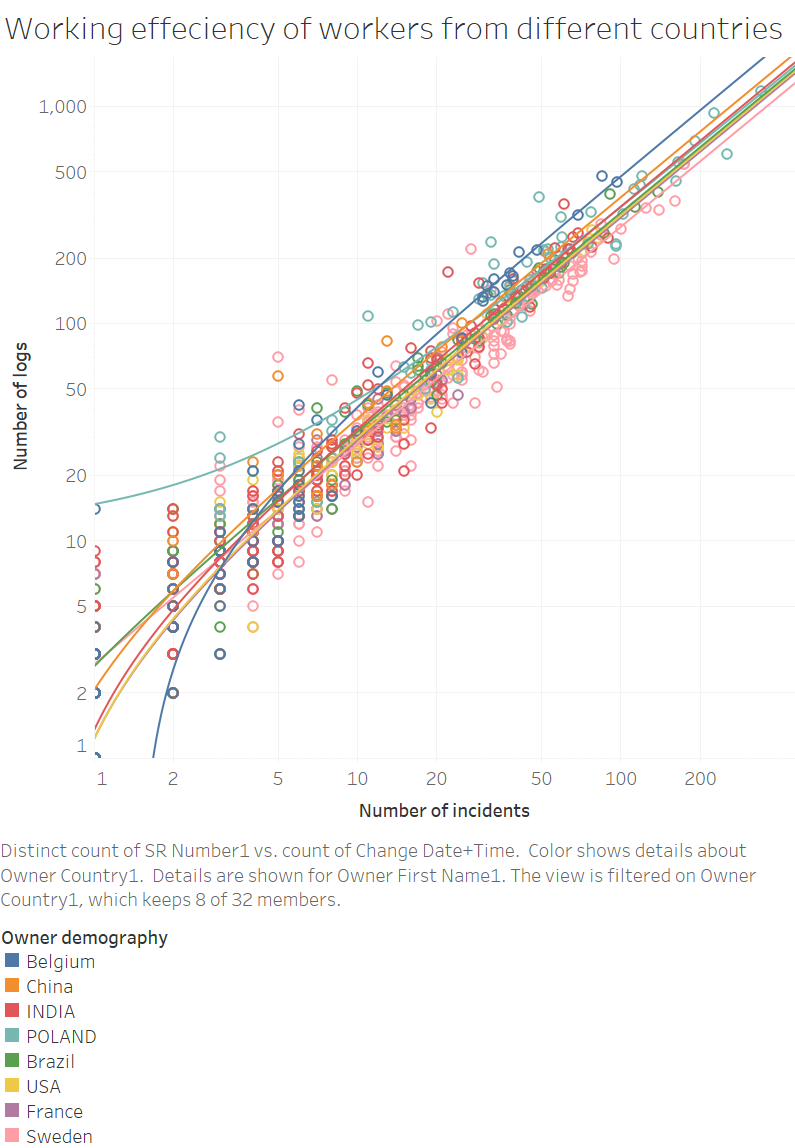 Working effeciency of workers from different countries
1,000
500
200
100
50
20
10
5
2
1
Number of logs
1 2 5 10 20 50 100 200
Number of incidents
Distinct count of SR Number1 vs. count of Change Date+Time.  Color shows details about
Owner Country1.  Details are shown for Owner First Name1. The view is filtered on Owner
Country1, which keeps 8 of 32 members.
Owner demography
Belgium
China
INDIA
POLAND
Brazil
USA
France
Sweden